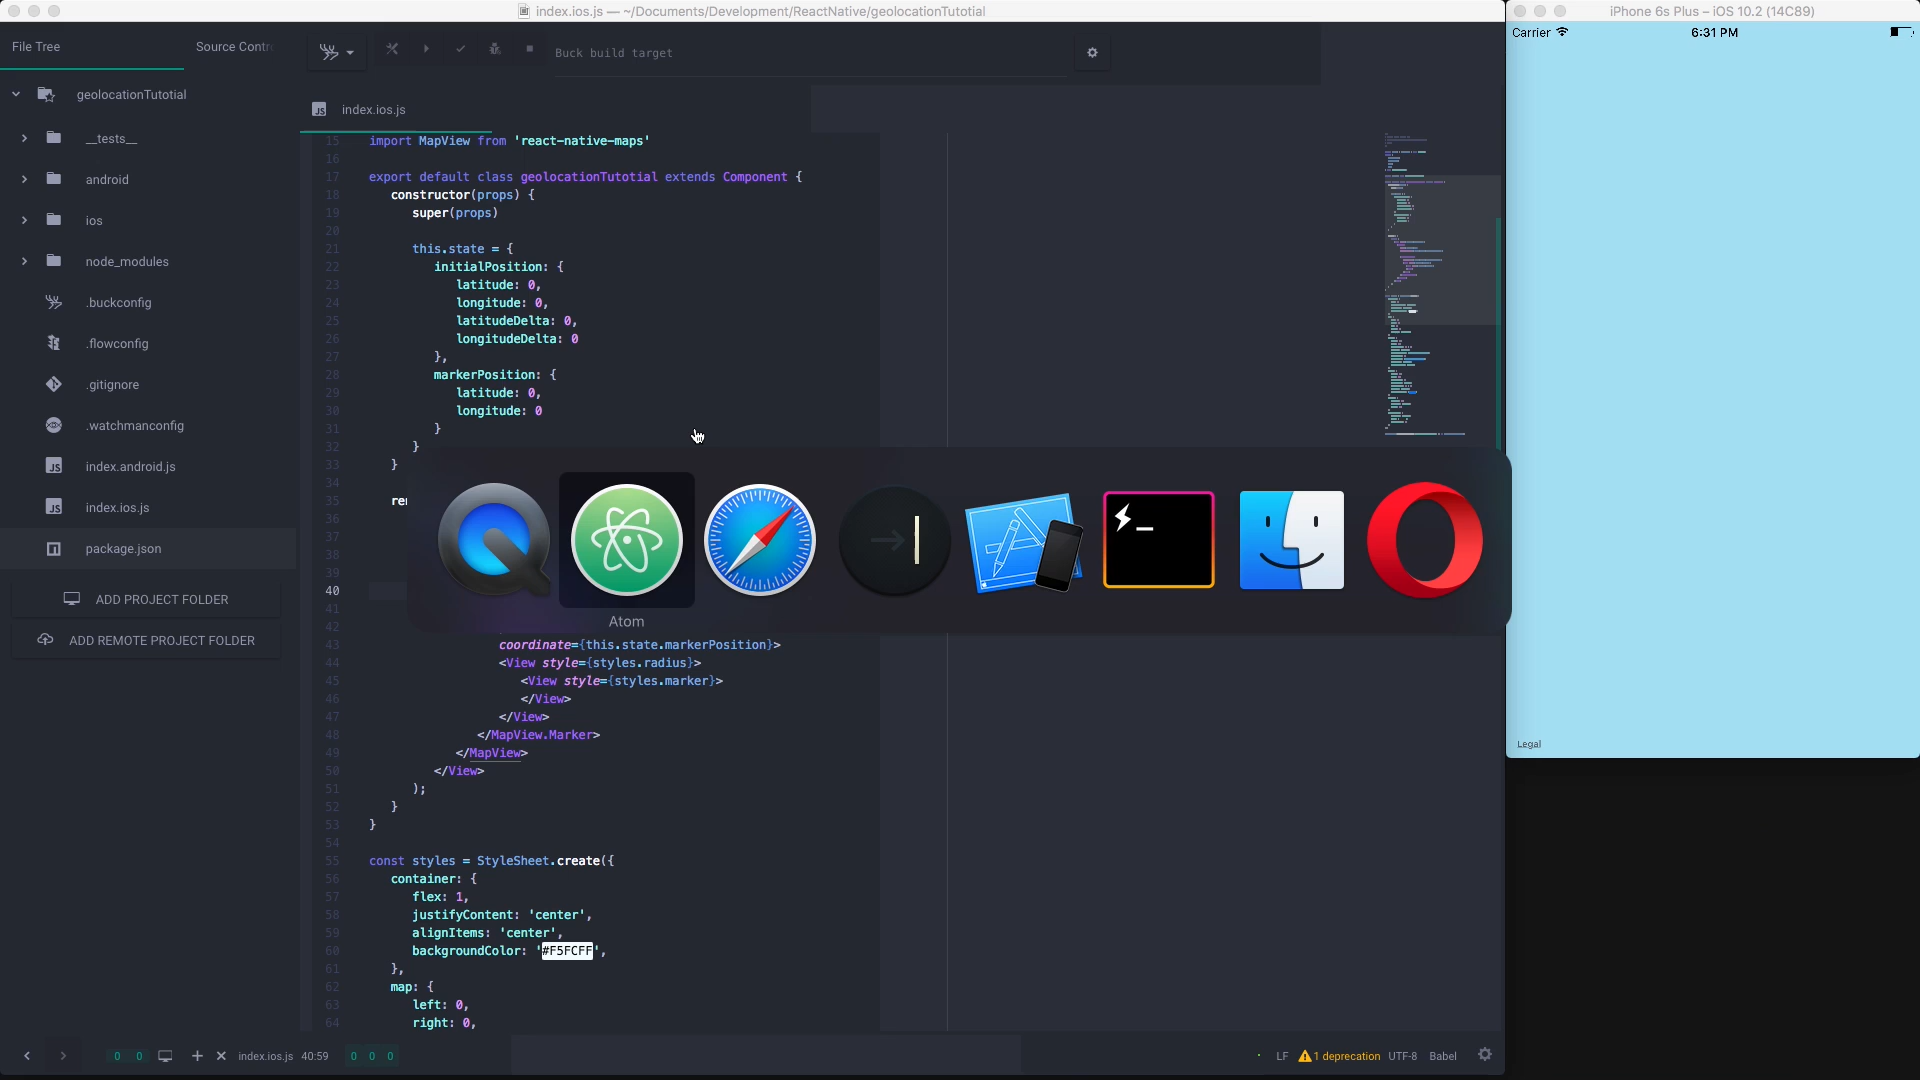 index.ios.js — ~/Documents/Development/ReactNative/geolocationTutotial
iPhone 6s Plus – iOS 10.2 (14C89)
Carrier
6:31 PM
File Tree
Source Contro
Buck build target
geolocationTutotial
index.ios.js
__tests__
android
ios
node_modules
.buckconfig
.flowconfig
.gitignore
.watchmanconfig
index.android.js
index.ios.js
package.json
ADD PROJECT FOLDER
ADD REMOTE PROJECT FOLDER
15 import MapView from 'react-native-maps'
16
17 export default class geolocationTutotial extends Component {
18 constructor(props) {
19 super(props)
20
21 this.state = {
22 initialPosition: {
23 latitude: 0,
24 longitude: 0,
25 latitudeDelta: 0,
26 longitudeDelta: 0
27 },
28 markerPosition: {
29 latitude: 0,
30 longitude: 0
31 }
32 }
33 }
34
35 rer
36
37
38
39
40
41
42
43 coordinate={this.state.markerPosition}>
44 <View style={styles.radius}>
45 <View style={styles.marker}>
46 </View>
47 </View>
48 </MapView.Marker>
49 </MapView>
50 </View>
51 );
52 }
53 }
54
55 const styles = StyleSheet.create({
56 container: {
57 flex: 1,
58 justifyContent: 'center',
59 alignItems: 'center',
60 backgroundColor: '#F5FCFF',
61 },
62 map: {
63 left: 0,
64 right: 0,
Atom
Legal
0 0
index.ios.js 40:59
0 0 0
LF
1 deprecation
UTF-8
Babel